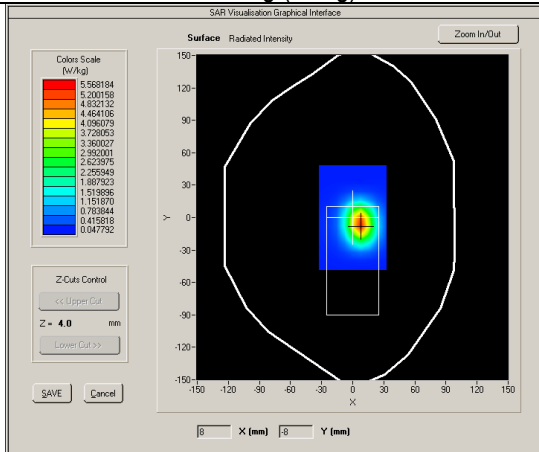 SAR Visualisation Graphical Interface
Surface Radiated Intensity
Zoom In/Out
Colors Scale
(W/kg)
5.568184
5.200158
4.832132
4.464106
4.096079
3.728053
3.360027
2.992001
2.623975
2.255949
1.887923
1.519896
1.151870
0.783844
0.415818
0.047792
150-
120-
90-
60-
30-
0-
-30-
-60-
-90-
-120-
-150-
Y
-150 -120 -90 -60 -30 0 30 60 90 120 150
X
Z-Cuts Control
<< Upper Cut
Z = 4.0 mm
Lower Cut >>
SAVE Cancel
8 X (mm) -8 Y (mm)